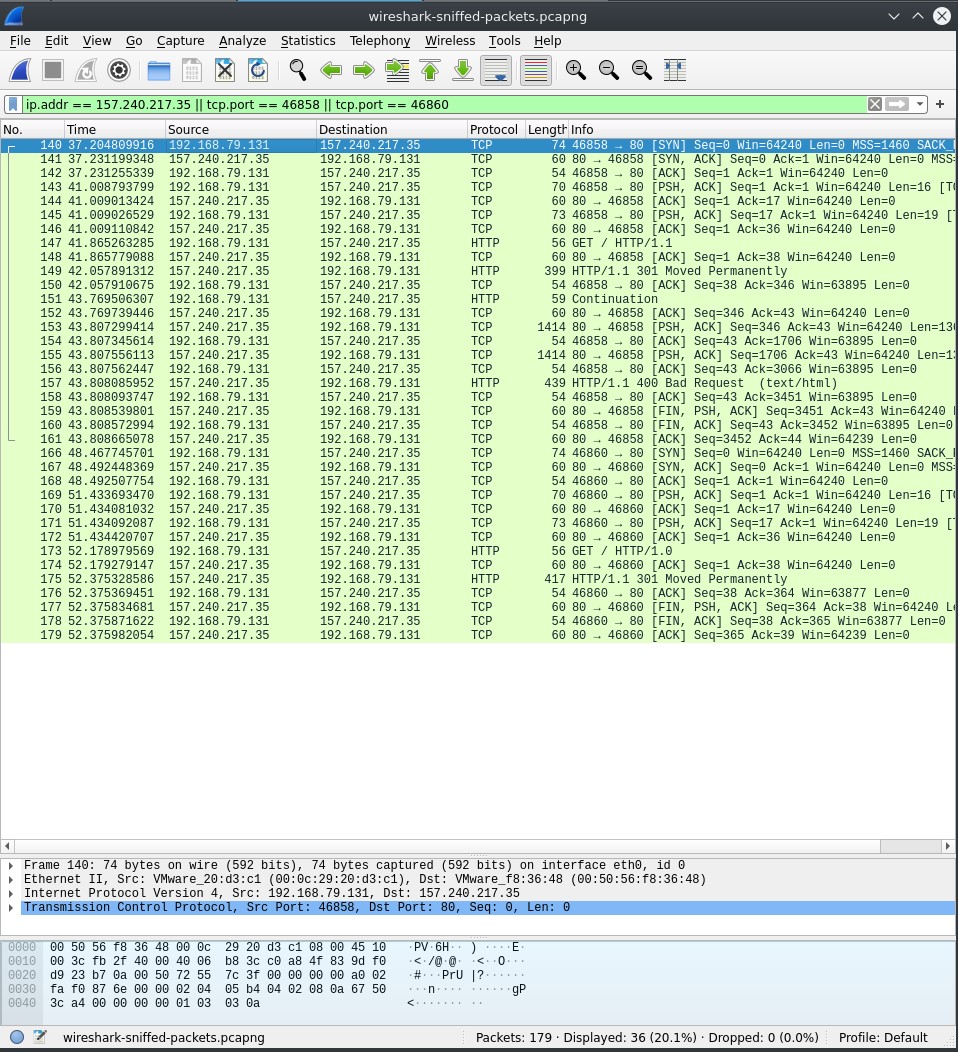 wireshark-sniffed-packets.pcapng
File Edit View Go Capture Analyze Statistics Telephony Wireless Tools Help
ip.addr == 157.240.217.35 || tcp.port == 46858 || tcp.port == 46860
No. Time Source Destination Protocol Length Info
140 37.204809916 192.168.79.131 157.240.217.35 TCP 74 46858 → 80 [SYN] Seq=0 Win=64240 Len=0 MSS=1460 SACK_
141 37.231199348 157.240.217.35 192.168.79.131 TCP 60 80 → 46858 [SYN, ACK] Seq=0 Ack=1 Win=64240 Len=0 MSS=
142 37.231255339 192.168.79.131 157.240.217.35 TCP 54 46858 → 80 [ACK] Seq=1 Ack=1 Win=64240 Len=0
143 41.008793799 192.168.79.131 157.240.217.35 TCP 70 46858 → 80 [PSH, ACK] Seq=1 Ack=1 Win=64240 Len=16 [T
144 41.009013424 157.240.217.35 192.168.79.131 TCP 60 80 → 46858 [ACK] Seq=1 Ack=17 Win=64240 Len=0
145 41.009026529 192.168.79.131 157.240.217.35 TCP 73 46858 → 80 [PSH, ACK] Seq=17 Ack=1 Win=64240 Len=19 [
146 41.009110842 157.240.217.35 192.168.79.131 TCP 60 80 → 46858 [ACK] Seq=1 Ack=36 Win=64240 Len=0
147 41.865263285 192.168.79.131 157.240.217.35 HTTP 56 GET / HTTP/1.1
148 41.865779088 157.240.217.35 192.168.79.131 TCP 60 80 → 46858 [ACK] Seq=1 Ack=38 Win=64240 Len=0
149 42.057891312 157.240.217.35 192.168.79.131 HTTP 399 HTTP/1.1 301 Moved Permanently
150 42.057910675 192.168.79.131 157.240.217.35 TCP 54 46858 → 80 [ACK] Seq=38 Ack=346 Win=63895 Len=0
151 43.769506307 192.168.79.131 157.240.217.35 HTTP 59 Continuation
152 43.769739446 157.240.217.35 192.168.79.131 TCP 60 80 → 46858 [ACK] Seq=346 Ack=43 Win=64240 Len=0
153 43.807299414 157.240.217.35 192.168.79.131 TCP 1414 80 → 46858 [PSH, ACK] Seq=346 Ack=43 Win=64240 Len=13
154 43.807345614 192.168.79.131 157.240.217.35 TCP 54 46858 → 80 [ACK] Seq=43 Ack=1706 Win=63895 Len=0
155 43.807556113 157.240.217.35 192.168.79.131 TCP 1414 80 → 46858 [PSH, ACK] Seq=1706 Ack=43 Win=64240 Len=1
156 43.807562447 192.168.79.131 157.240.217.35 TCP 54 46858 → 80 [ACK] Seq=43 Ack=3066 Win=63895 Len=0
157 43.808085952 157.240.217.35 192.168.79.131 HTTP 439 HTTP/1.1 400 Bad Request (text/html)
158 43.808093747 192.168.79.131 157.240.217.35 TCP 54 46858 → 80 [ACK] Seq=43 Ack=3451 Win=63895 Len=0
159 43.808539801 157.240.217.35 192.168.79.131 TCP 60 80 → 46858 [FIN, PSH, ACK] Seq=3451 Ack=43 Win=64240
160 43.808572994 192.168.79.131 157.240.217.35 TCP 54 46858 → 80 [FIN, ACK] Seq=43 Ack=3452 Win=63895 Len=0
161 43.808665078 157.240.217.35 192.168.79.131 TCP 60 80 → 46858 [ACK] Seq=3452 Ack=44 Win=64239 Len=0
166 48.467745701 192.168.79.131 157.240.217.35 TCP 74 46860 → 80 [SYN] Seq=0 Win=64240 Len=0 MSS=1460 SACK_
167 48.492448369 157.240.217.35 192.168.79.131 TCP 60 80 → 46860 [SYN, ACK] Seq=0 Ack=1 Win=64240 Len=0 MSS=
168 48.492507754 192.168.79.131 157.240.217.35 TCP 54 46860 → 80 [ACK] Seq=1 Ack=1 Win=64240 Len=0
169 51.433693470 192.168.79.131 157.240.217.35 TCP 70 46860 → 80 [PSH, ACK] Seq=1 Ack=1 Win=64240 Len=16 [T
170 51.434081032 157.240.217.35 192.168.79.131 TCP 60 80 → 46860 [ACK] Seq=1 Ack=17 Win=64240 Len=0
171 51.434092087 192.168.79.131 157.240.217.35 TCP 73 46860 → 80 [PSH, ACK] Seq=17 Ack=1 Win=64240 Len=19 [
172 51.434420707 157.240.217.35 192.168.79.131 TCP 60 80 → 46860 [ACK] Seq=1 Ack=36 Win=64240 Len=0
173 52.178979569 192.168.79.131 157.240.217.35 HTTP 56 GET / HTTP/1.0
174 52.179279147 157.240.217.35 192.168.79.131 TCP 60 80 → 46860 [ACK] Seq=1 Ack=38 Win=64240 Len=0
175 52.375328586 157.240.217.35 192.168.79.131 HTTP 417 HTTP/1.1 301 Moved Permanently
176 52.375369451 192.168.79.131 157.240.217.35 TCP 54 46860 → 80 [ACK] Seq=38 Ack=364 Win=63877 Len=0
177 52.375834681 157.240.217.35 192.168.79.131 TCP 60 80 → 46860 [FIN, PSH, ACK] Seq=364 Ack=38 Win=64240 L
178 52.375871622 192.168.79.131 157.240.217.35 TCP 54 46860 → 80 [FIN, ACK] Seq=38 Ack=365 Win=63877 Len=0
179 52.375982054 157.240.217.35 192.168.79.131 TCP 60 80 → 46860 [ACK] Seq=365 Ack=39 Win=64239 Len=0
Frame 140: 74 bytes on wire (592 bits), 74 bytes captured (592 bits) on interface eth0, id 0
Ethernet II, Src: VMware_20:d3:c1 (00:0c:29:20:d3:c1), Dst: VMware_f8:36:48 (00:50:56:f8:36:48)
Internet Protocol Version 4, Src: 192.168.79.131, Dst: 157.240.217.35
Transmission Control Protocol, Src Port: 46858, Dst Port: 80, Seq: 0, Len: 0
0000 00 50 56 f8 36 48 00 0c 29 20 d3 c1 08 00 45 10 ·PV·6H·· ) ····E·
0010 00 3c fb 2f 40 00 40 06 b8 3c c0 a8 4f 83 9d f0 ·<·/@·@· ·<··O···
0020 d9 23 b7 0a 00 50 72 55 7c 3f 00 00 00 00 a0 02 ·#···PrU |?······
0030 fa f0 87 6e 00 00 02 04 05 b4 04 02 08 0a 67 50 ···n···· ······gP
0040 3c a4 00 00 00 00 01 03 03 0a <······· ··
wireshark-sniffed-packets.pcapng Packets: 179 · Displayed: 36 (20.1%) · Dropped: 0 (0.0%) Profile: Default